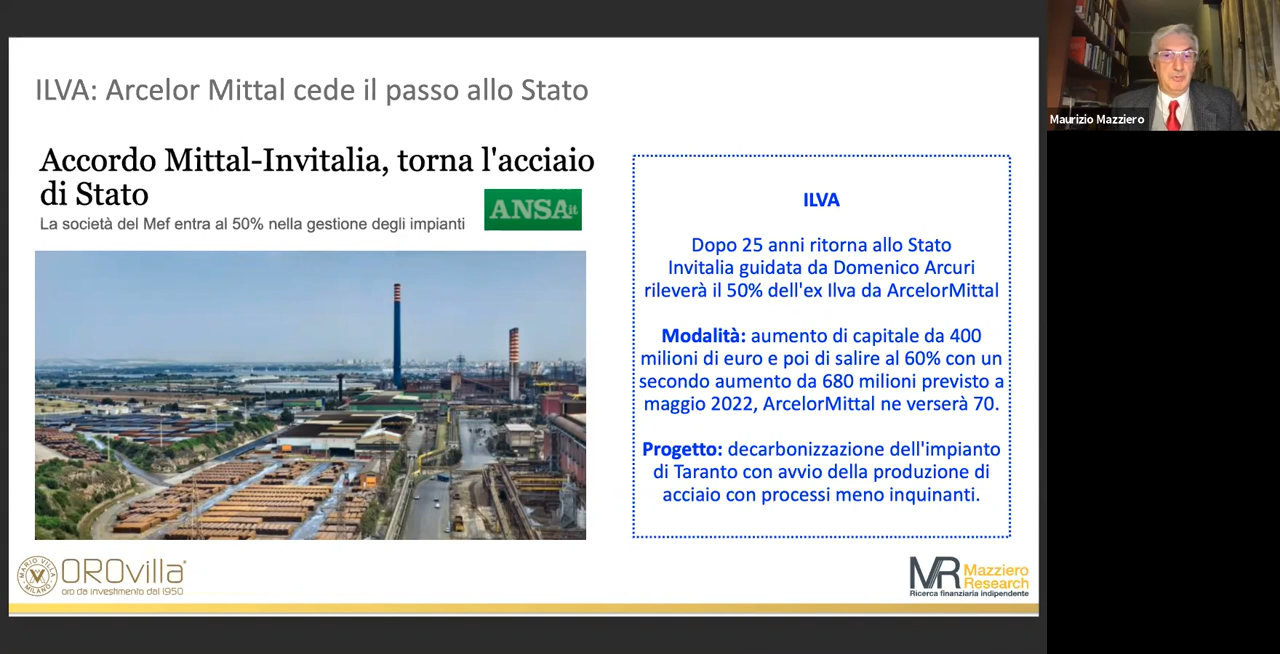 ILVA: Arcelor Mittal cede il passo allo Stato
Accordo Mittal-Invitalia, torna l'acciaio
di Stato
La società del Mef entra al 50% nella gestione degli impianti
ANSA.it
ILVA
Dopo 25 anni ritorna allo Stato
Invitalia guidata da Domenico Arcuri
rileverà il 50% dell'ex Ilva da ArcelorMittal
Modalità: aumento di capitale da 400
milioni di euro e poi di salire al 60% con un
secondo aumento da 680 milioni previsto a
maggio 2022, ArcelorMittal ne verserà 70.
Progetto: decarbonizzazione dell'impianto
di Taranto con avvio della produzione di
acciaio con processi meno inquinanti.
MARIO VILLA
MILANO
OROvilla
oro da investimento dal 1950
MR
Mazziero
Research
Ricerca finanziaria indipendente
Maurizio Mazziero